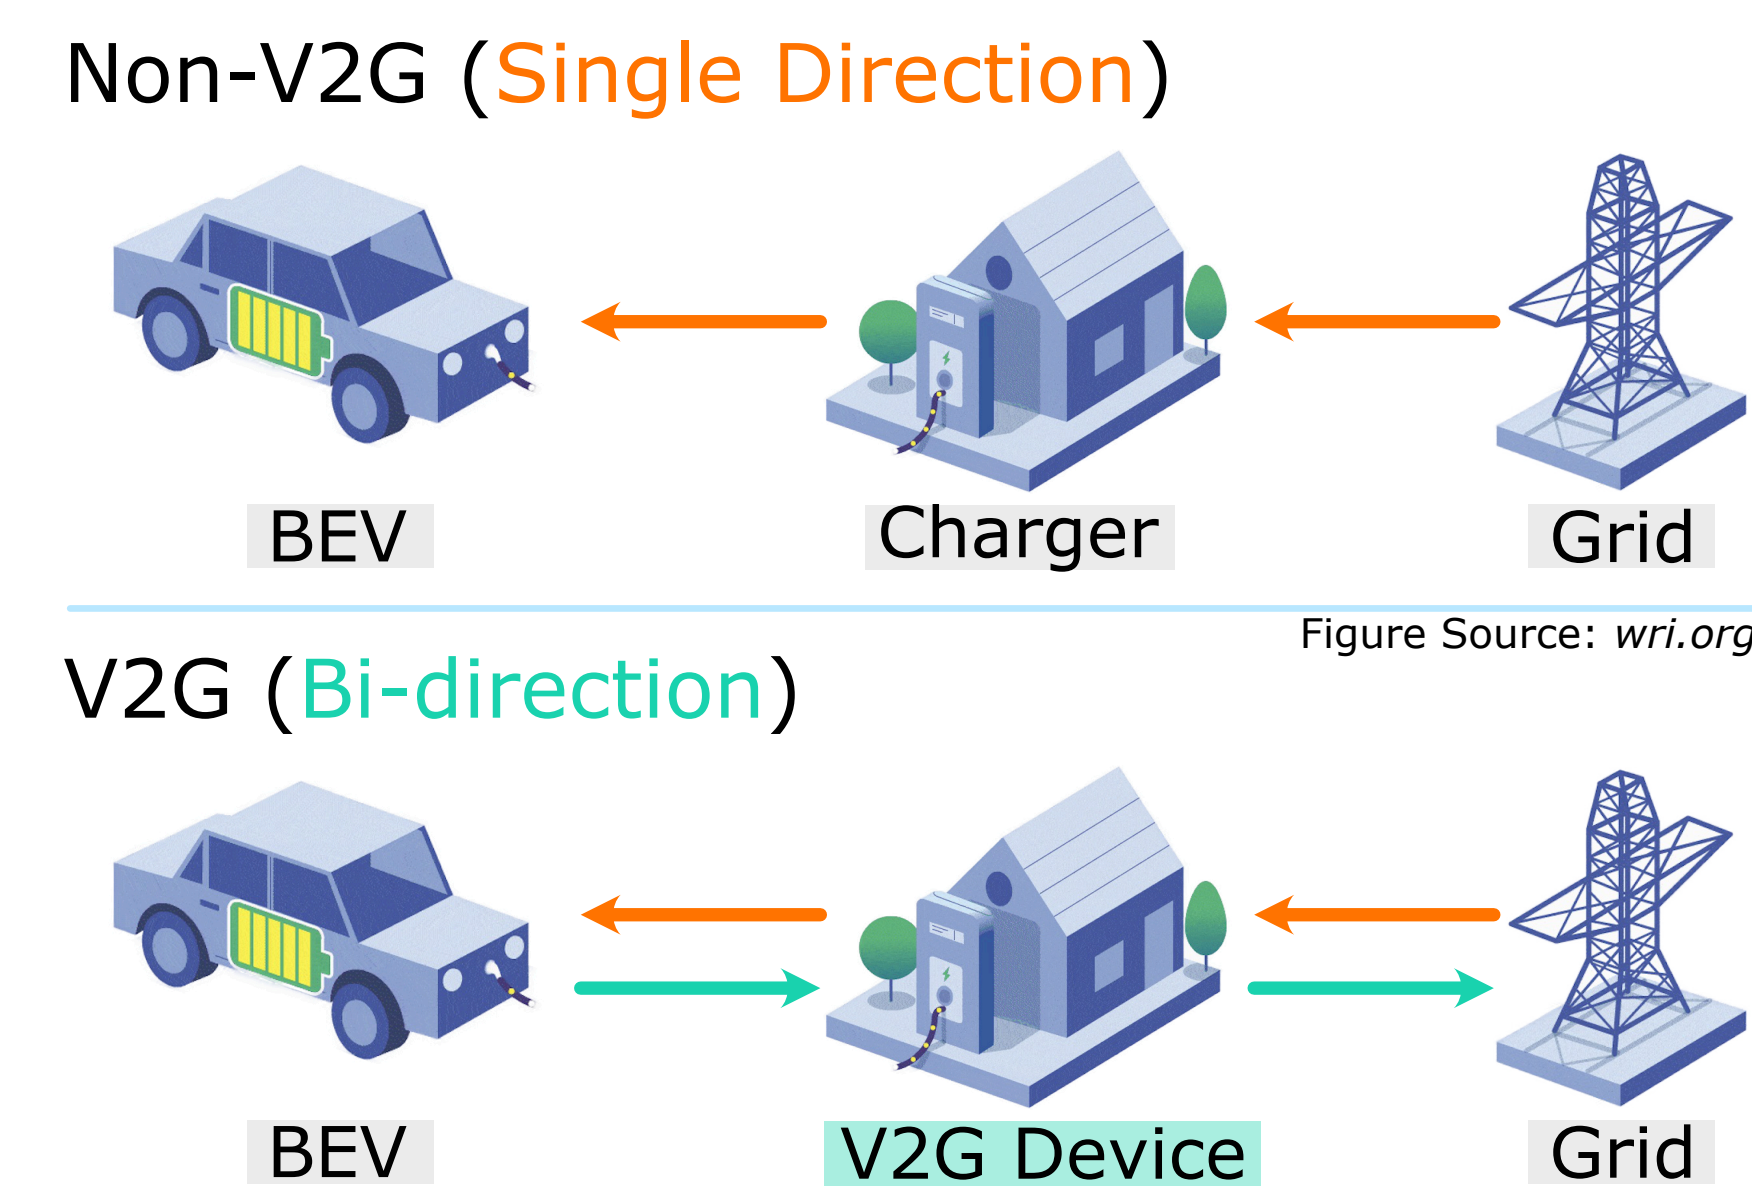 Non-V2G (Single Direction)
BEV
Charger
Grid
Figure Source: wri.org
V2G (Bi-direction)
BEV
V2G Device
Grid